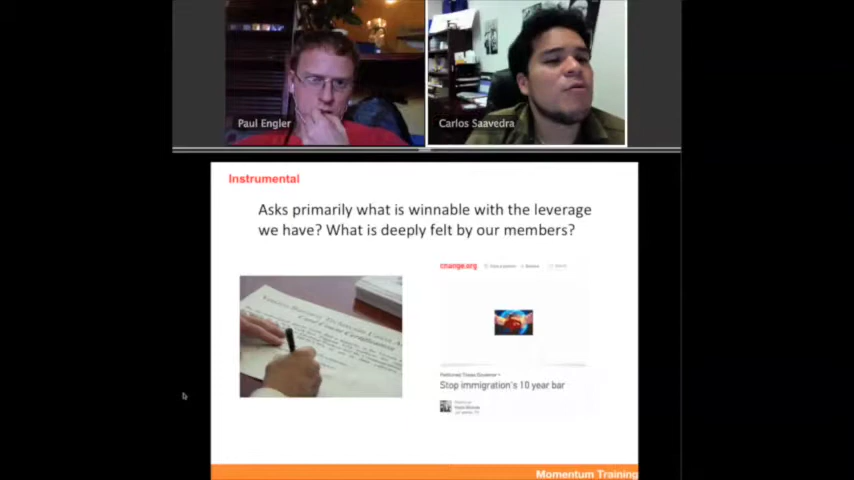 Paul Engler
Carlos Saavedra
Instrumental
Asks primarily what is winnable with the leverage
we have? What is deeply felt by our members?
change.org
Stop immigration's 10 year bar
Momentum Training